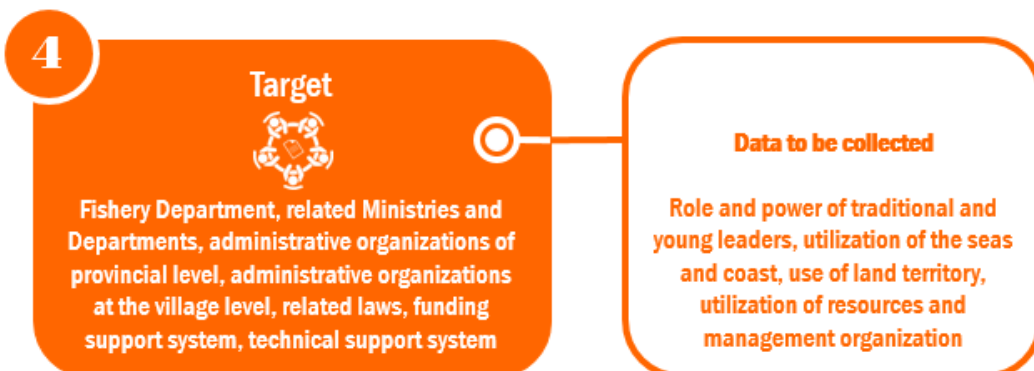 4
Target
Fishery Department, related Ministries and
Departments, administrative organizations of
provincial level, administrative organizations
at the village level, related laws, funding
support system, technical support system
Data to be collected
Role and power of traditional and
young leaders, utilization of the seas
and coast, use of land territory,
utilization of resources and
management organization